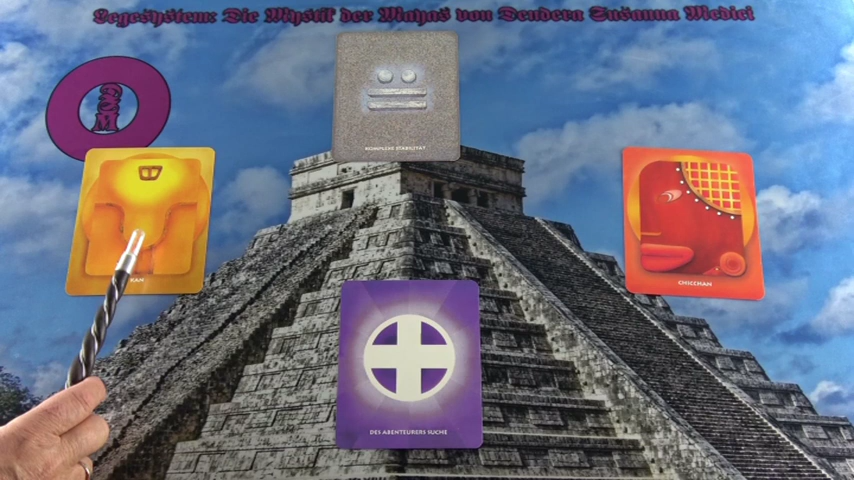 Legesystem: Die Mystik der Mayas von Dendera Susanna Medici
KOMPLEXE STABILITÄT
KAN
CHICCHAN
DES ABENTEURERS SUCHE